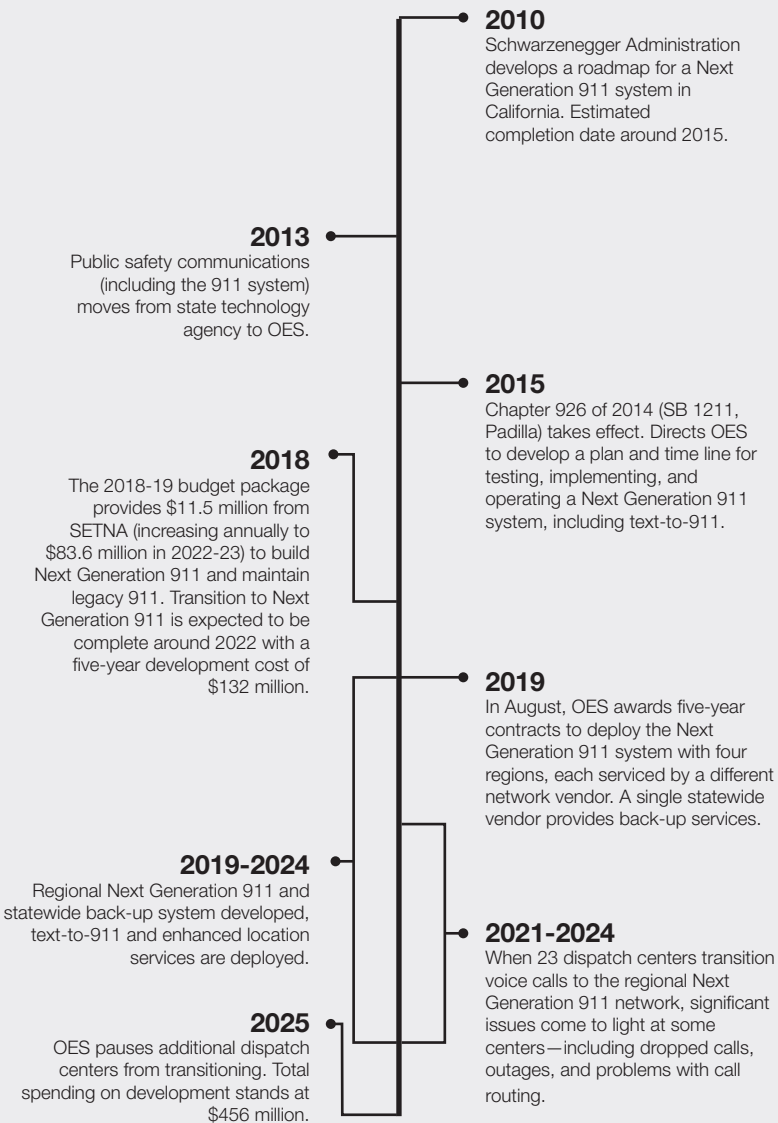 2010
Schwarzenegger Administration
develops a roadmap for a Next
Generation 911 system in
California. Estimated
completion date around 2015.
2013
Public safety communications
(including the 911 system)
moves from state technology
agency to OES.
2015
Chapter 926 of 2014 (SB 1211,
Padilla) takes effect. Directs OES
to develop a plan and time line for
testing, implementing, and
operating a Next Generation 911
system, including text-to-911.
2018
The 2018-19 budget package
provides $11.5 million from
SETNA (increasing annually to
$83.6 million in 2022-23) to build
Next Generation 911 and maintain
legacy 911. Transition to Next
Generation 911 is expected to be
complete around 2022 with a
five-year development cost of
$132 million.
2019
In August, OES awards five-year
contracts to deploy the Next
Generation 911 system with four
regions, each serviced by a different
network vendor. A single statewide
vendor provides back-up services.
2019-2024
Regional Next Generation 911 and
statewide back-up system developed,
text-to-911 and enhanced location
services are deployed.
2021-2024
When 23 dispatch centers transition
voice calls to the regional Next
Generation 911 network, significant
issues come to light at some
centers—including dropped calls,
outages, and problems with call
routing.
2025
OES pauses additional dispatch
centers from transitioning. Total
spending on development stands at
$456 million.